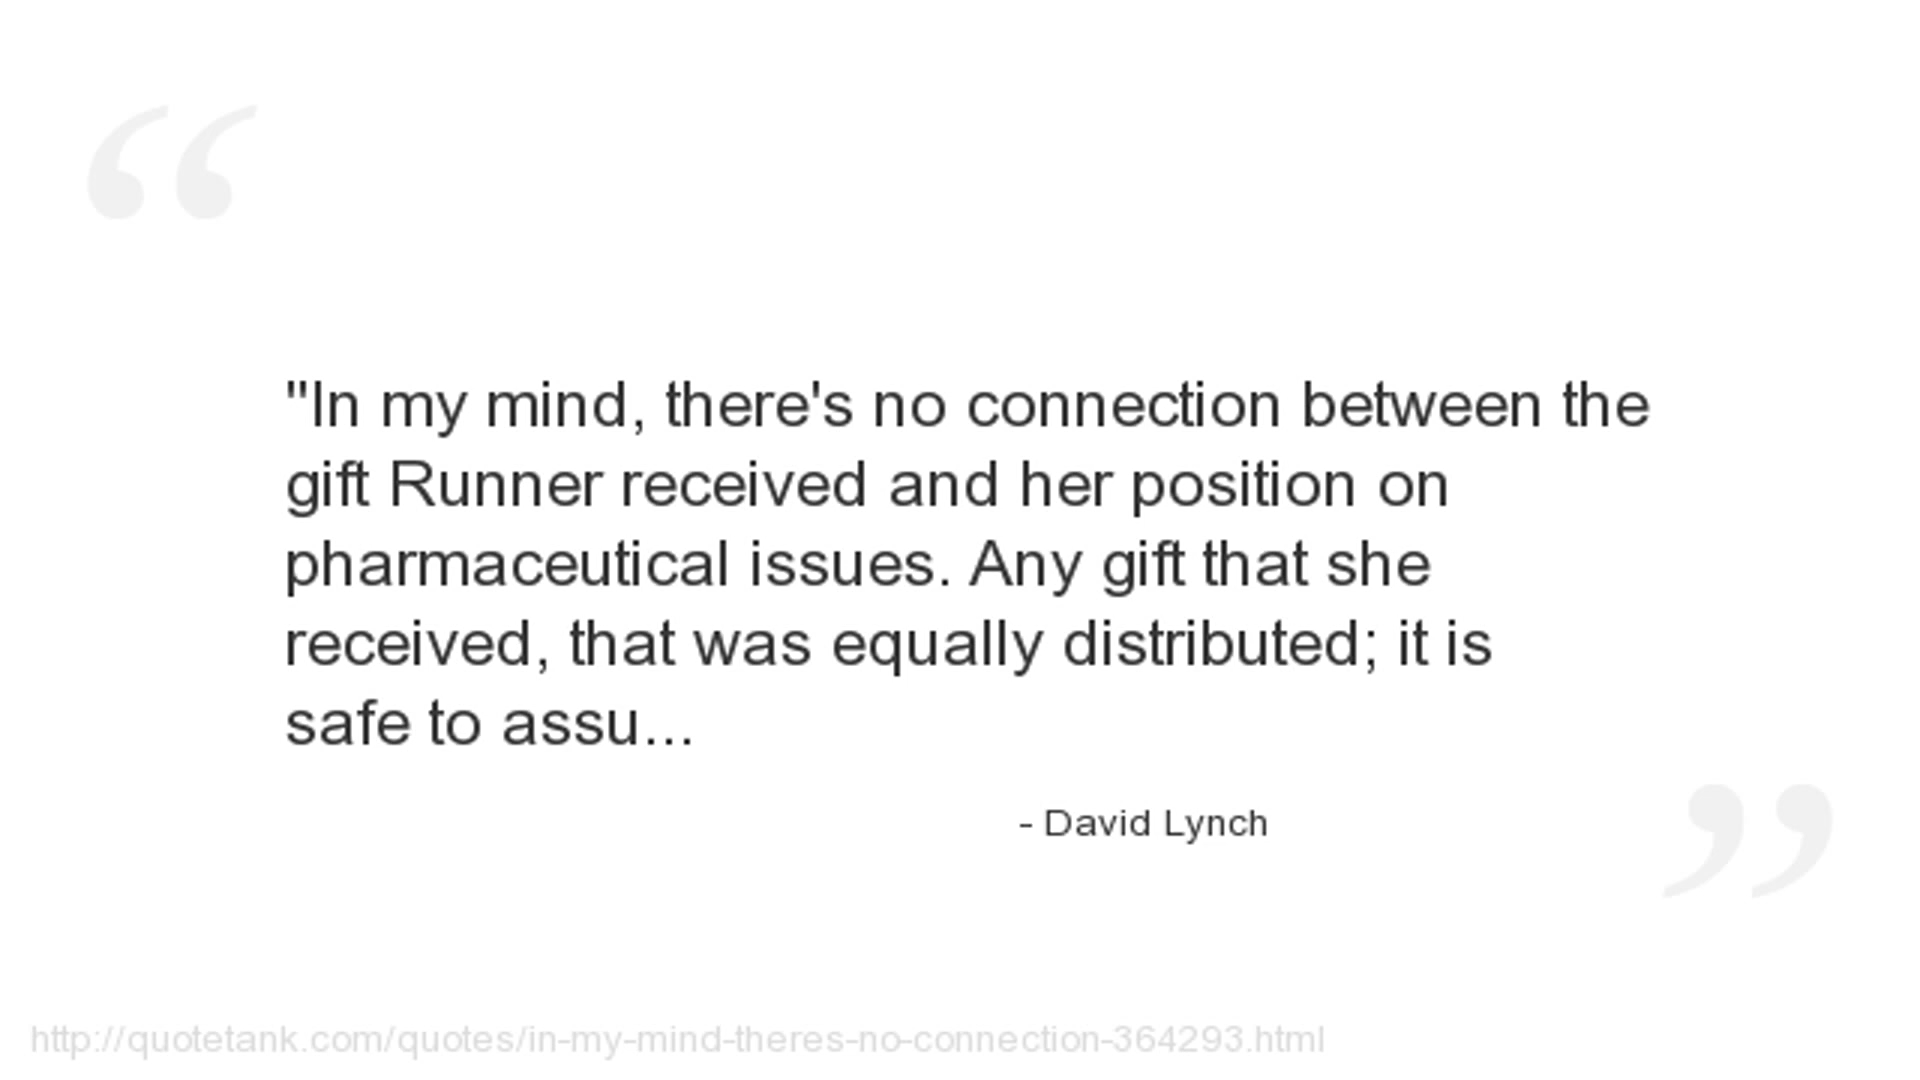 "In my mind, there's no connection between the
gift Runner received and her position on
pharmaceutical issues. Any gift that she
received, that was equally distributed; it is
safe to assu...
- David Lynch
http://quotetank.com/quotes/in-my-mind-theres-no-connection-364293.html